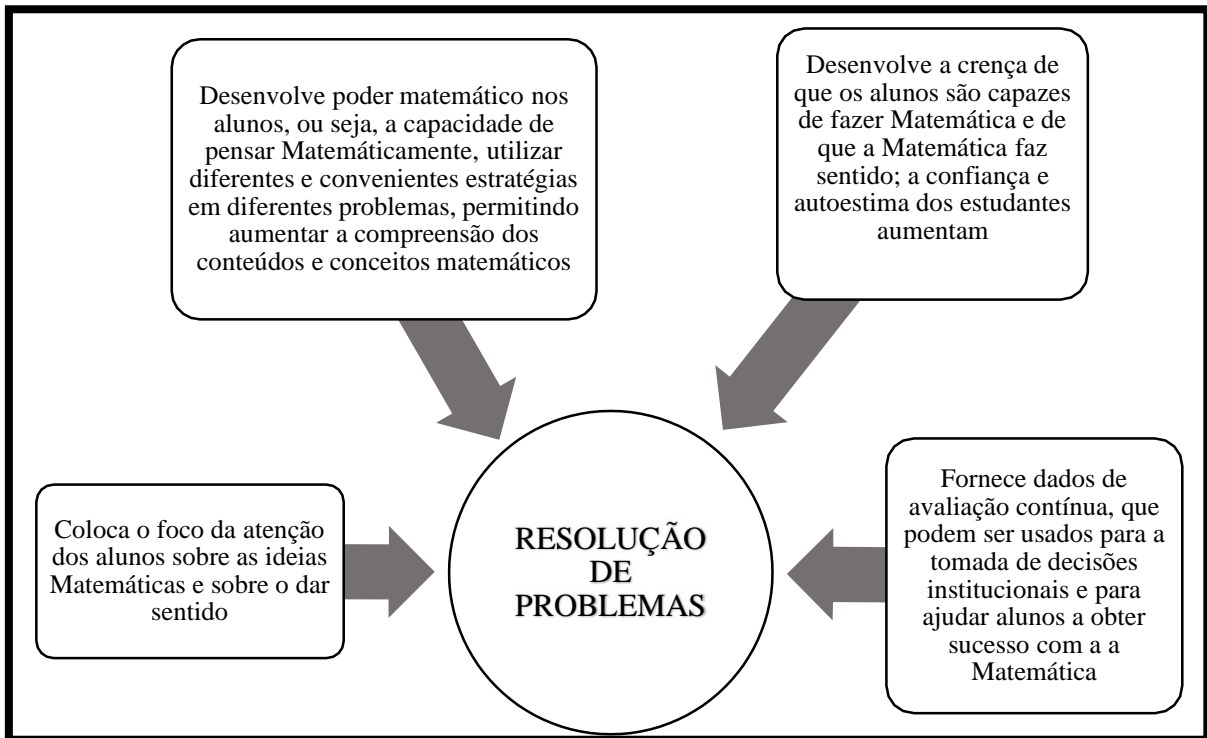 Desenvolve poder matemático nos
alunos, ou seja, a capacidade de
pensar Matemáticamente, utilizar
diferentes e convenientes estratégias
em diferentes problemas, permitindo
aumentar a compreensão dos
conteúdos e conceitos matemáticos
Desenvolve a crença de
que os alunos são capazes
de fazer Matemática e de
que a Matemática faz
sentido; a confiança e
autoestima dos estudantes
aumentam
Coloca o foco da atenção
dos alunos sobre as ideias
Matemáticas e sobre o dar
sentido
RESOLUÇÃO
DE
PROBLEMAS
Fornece dados de
avaliação contínua, que
podem ser usados para a
tomada de decisões
institucionais e para
ajudar alunos a obter
sucesso com a a
Matemática